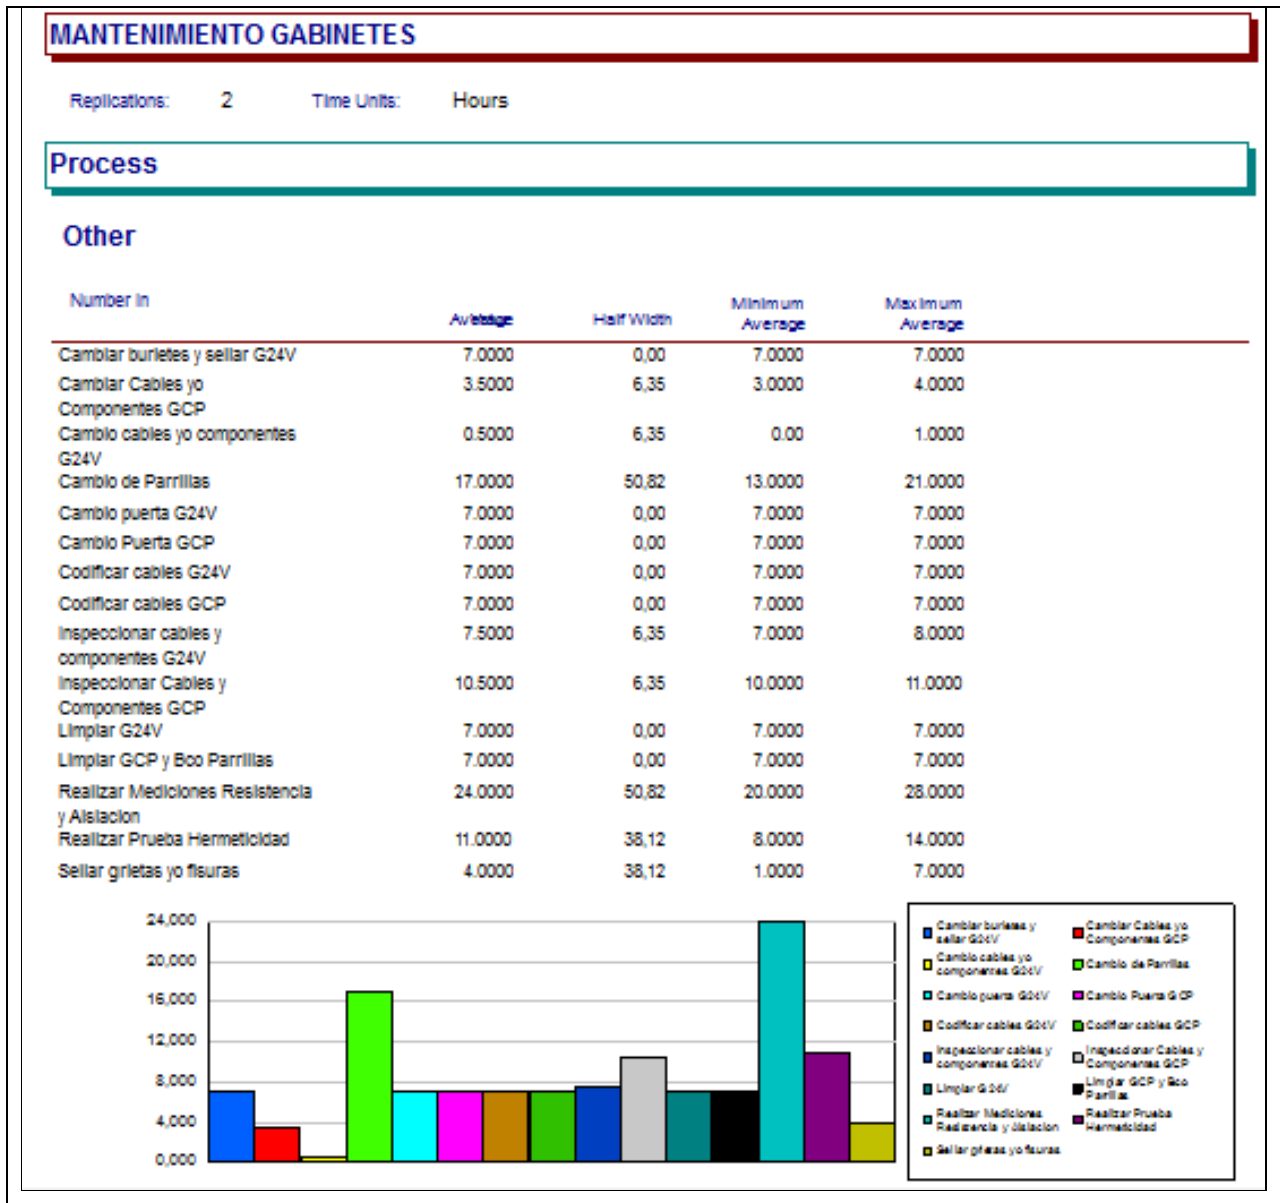 MANTENIMIENTO GABINETES
Replications: 2 Time Units: Hours
Process
Other
Number In
Minimum Maximum
Half Width Average Average
Cambiar burletes y sellar G24V 7.0000 0,00 7.0000 7.0000
Cambiar Cables yo 3.5000 6,35 3.0000 4.0000
Componentes GCP
Cambio cables yo componentes 0.5000 6,35 0.00 1.0000
G24V
Cambio de Parrillas 17.0000 50,82 13.0000 21.0000
Cambio puerta G24V 7.0000 0,00 7.0000 7.0000
Cambio Puerta GCP 7.0000 0,00 7.0000 7.0000
Codificar cables G24V 7.0000 0,00 7.0000 7.0000
Codificar cables GCP 7.0000 0,00 7.0000 7.0000
Inspeccionar cables y 7.5000 6,35 7.0000 8.0000
componentes G24V
Inspeccionar Cables y 10.5000 6,35 10.0000 11.0000
Componentes GCP
Limpiar G24V 7.0000 0,00 7.0000 7.0000
Limpiar GCP y Bco Parrillas 7.0000 0,00 7.0000 7.0000
Realizar Mediciones Resistencia 24.0000 50,82 20.0000 28.0000
y Aislacion
Realizar Prueba Hermeticidad 11.0000 38,12 8.0000 14.0000
Sellar grietas yo fisuras 4.0000 38,12 1.0000 7.0000
24,000
20,000
16,000
12,000
8,000
4,000
0,000
Cambiar burletes y
sellar G24V
Cambiar Cables yo
Componentes GCP
Cambio cables yo
componentes G24V
Cambio de Parrillas
Cambio puerta G24V
Cambio Puerta GCP
Codificar cables G24V
Codificar cables GCP
Inspeccionar cables y
componentes G24V
Inspeccionar Cables y
Componentes GCP
Limpiar G24V
Limpiar GCP y Bco
Parrillas
Realizar Mediciones
Resistencia y Aislacion
Realizar Prueba
Hermeticidad
Sellar grietas yo fisuras